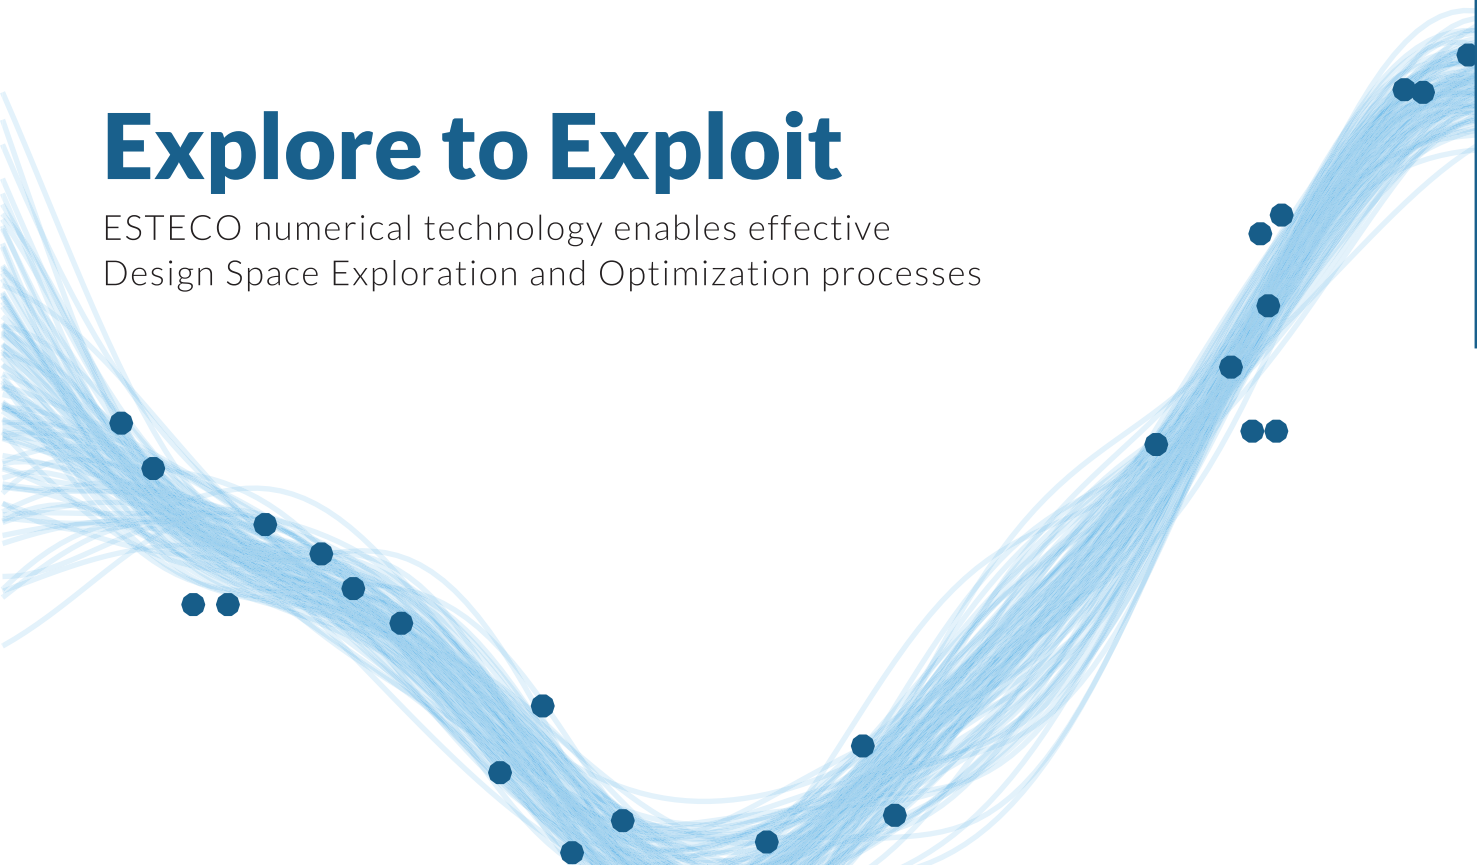 Explore to Exploit
ESTECO numerical technology enables effective
Design Space Exploration and Optimization processes